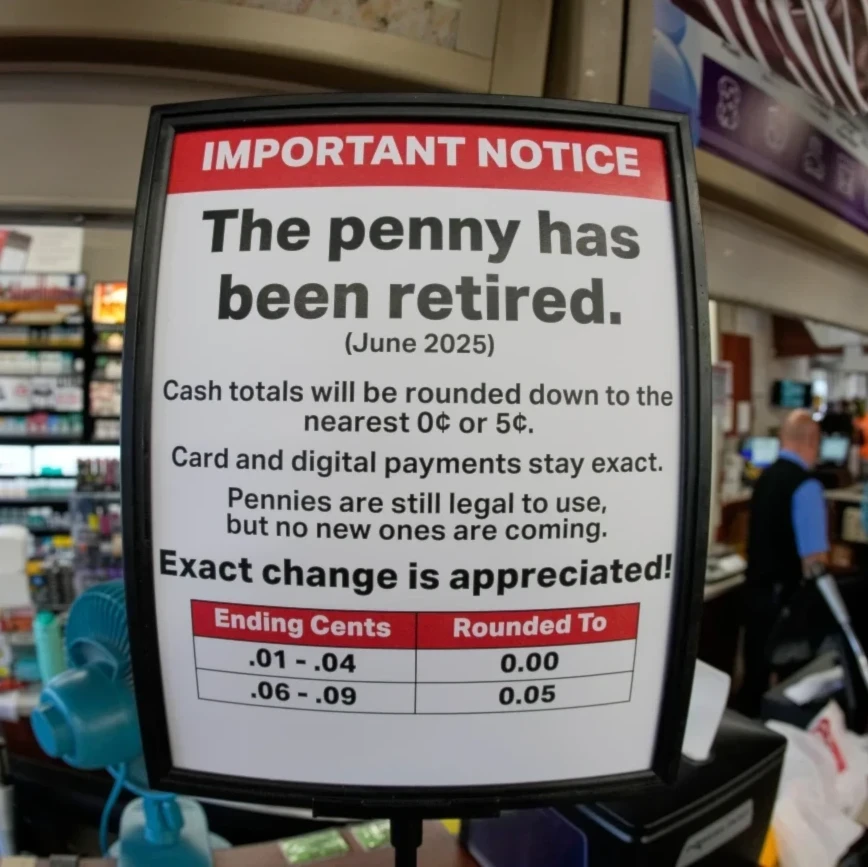 IMPORTANT NOTICE
The penny has
been retired.
(June 2025)
Cash totals will be rounded down to the
nearest 0¢ or 5¢.
Card and digital payments stay exact.
Pennies are still legal to use,
but no new ones are coming.
Exact change is appreciated!
Ending Cents Rounded To
.01 - .04 0.00
.06 - .09 0.05